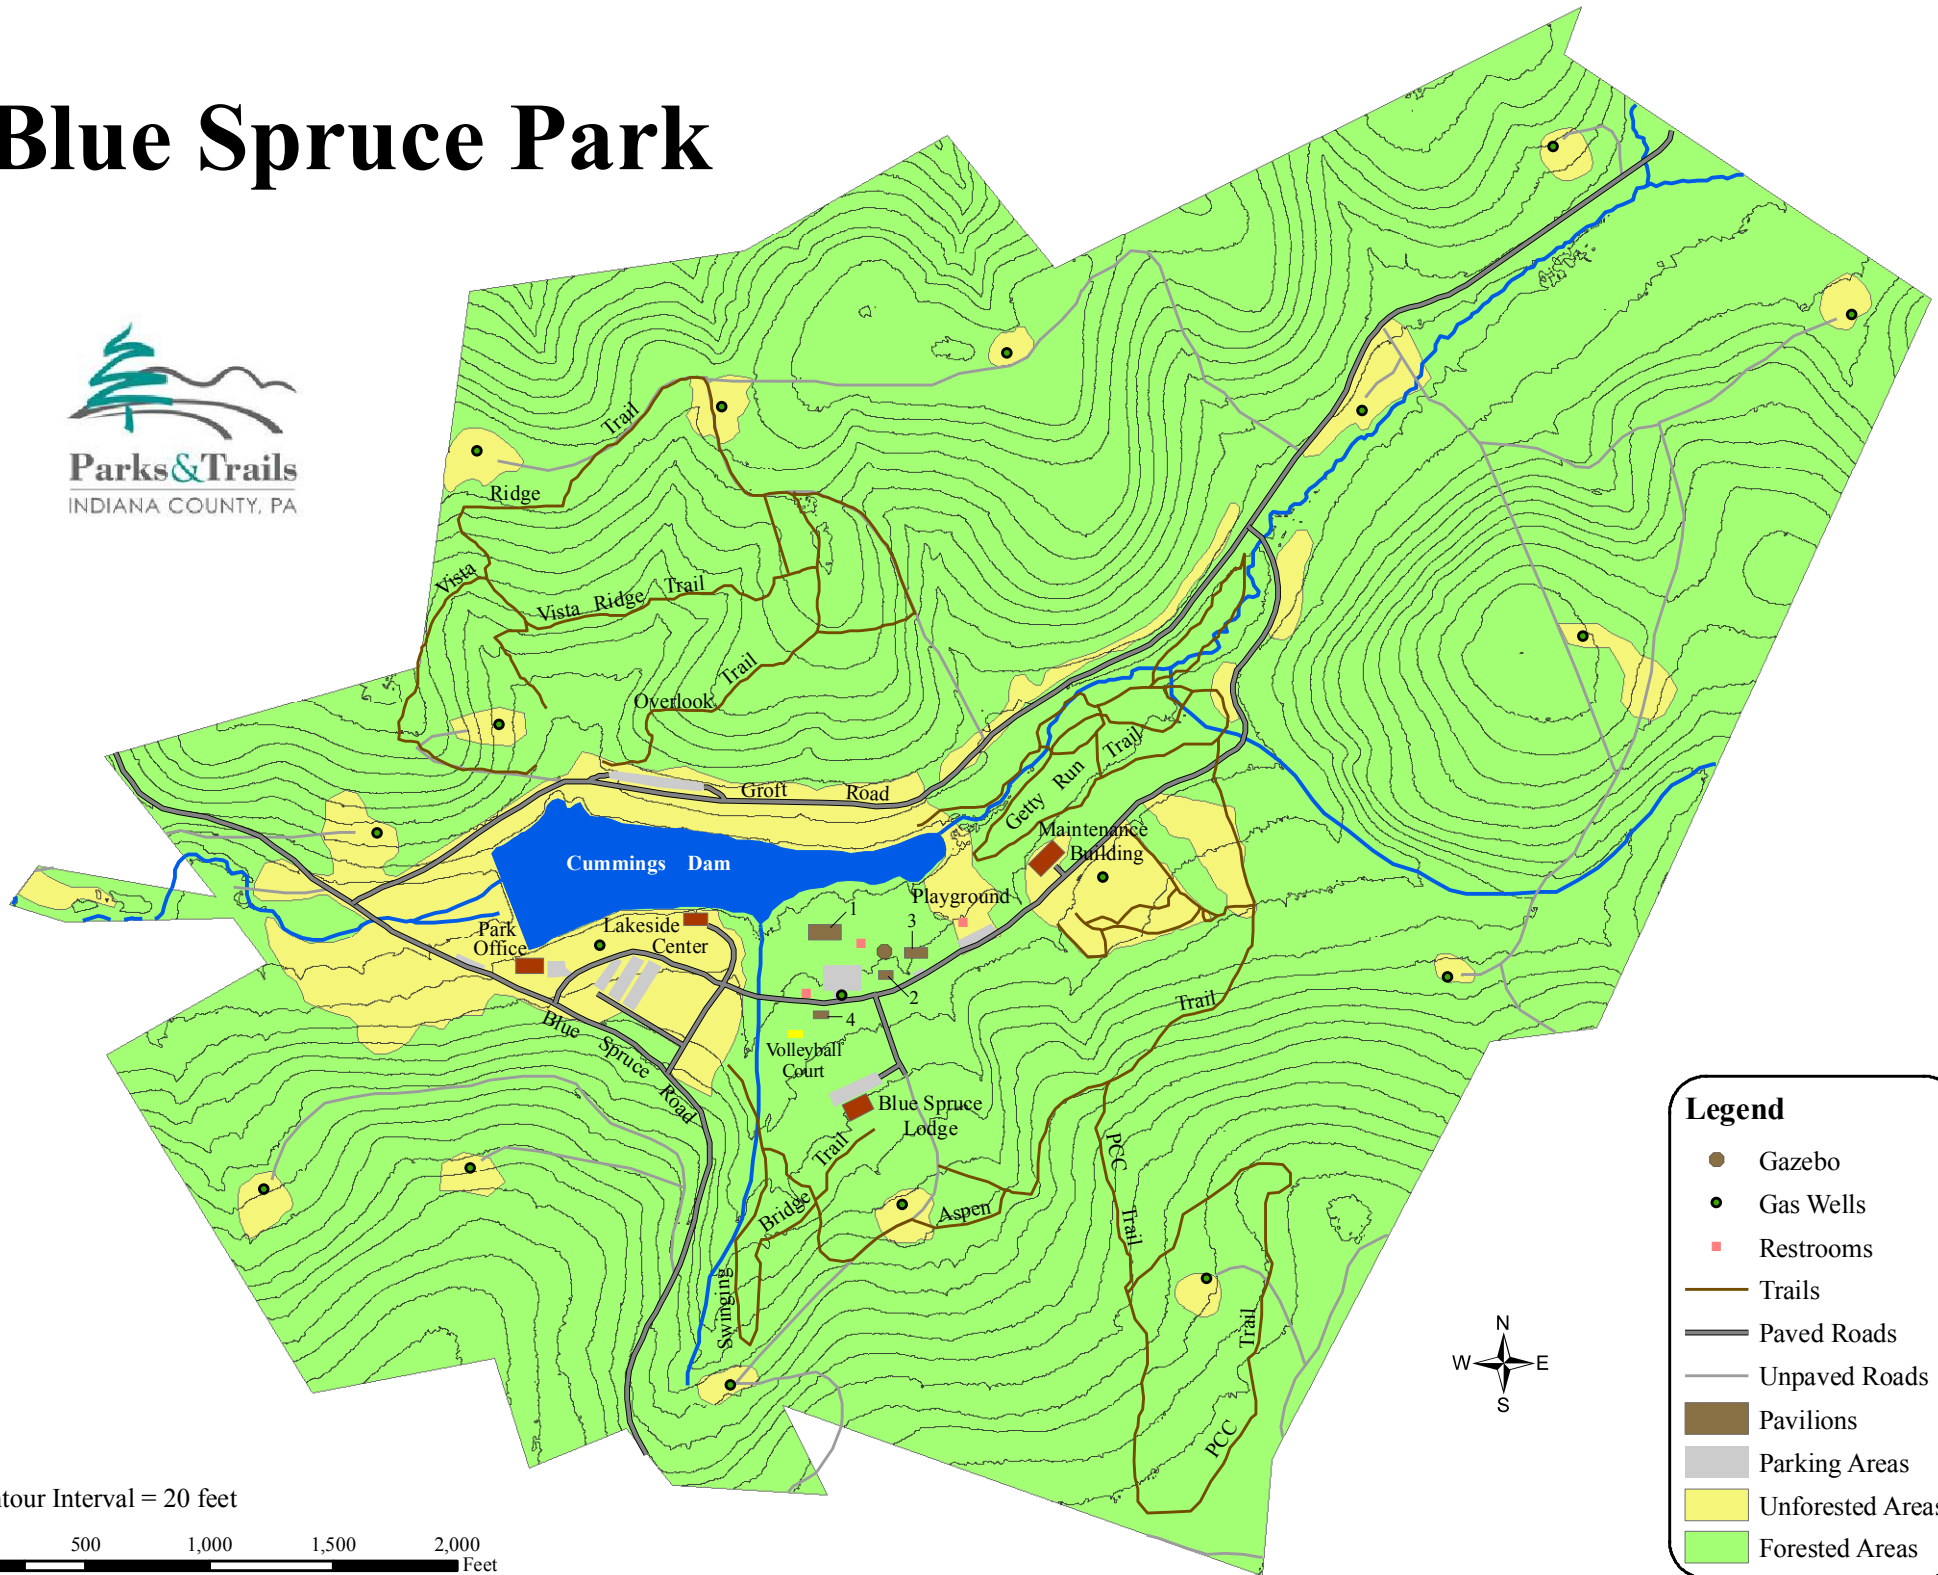 Blue Spruce Park
Parks&Trails
INDIANA COUNTY, PA
Ridge
Trail
Vista
Vista Ridge Trail
Overlook
Trail
Groft Road
Cummings Dam
Getty Run Trail
Maintenance
Building
Playground
1
3
2
4
Park
Office
Lakeside
Center
Blue
Spruce
Road
Volleyball
Court
Blue Spruce
Lodge
Trail
Bridge
Swinging
Aspen
Trail
PCC
Trail
Trail
PCC
N
W
E
S
Legend
Gazebo
Gas Wells
Restrooms
Trails
Paved Roads
Unpaved Roads
Pavilions
Parking Areas
Unforested Areas
Forested Areas
tour Interval = 20 feet
500 1,000 1,500 2,000
Feet